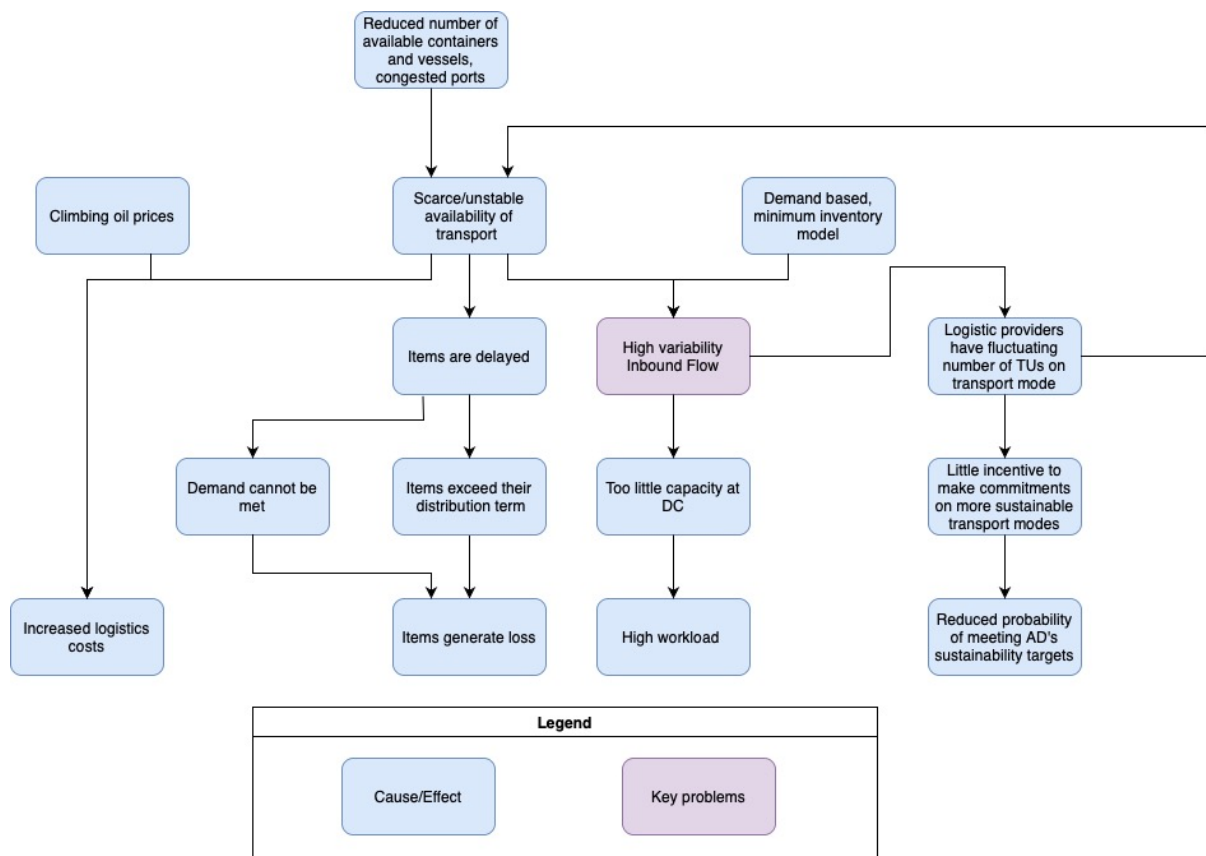 Reduced number of
available containers
and vessels,
congested ports
Climbing oil prices
Scarce/unstable
availability of
transport
Demand based,
minimum inventory
model
Items are delayed
High variability
Inbound Flow
Logistic providers
have fluctuating
number of TUs on
transport mode
Demand cannot be
met
Items exceed their
distribution term
Too little capacity at
DC
Little incentive to
make commitments
on more sustainable
transport modes
Increased logistics
costs
Items generate loss
High workload
Reduced probability
of meeting AD's
sustainability targets
Legend
Cause/Effect
Key problems